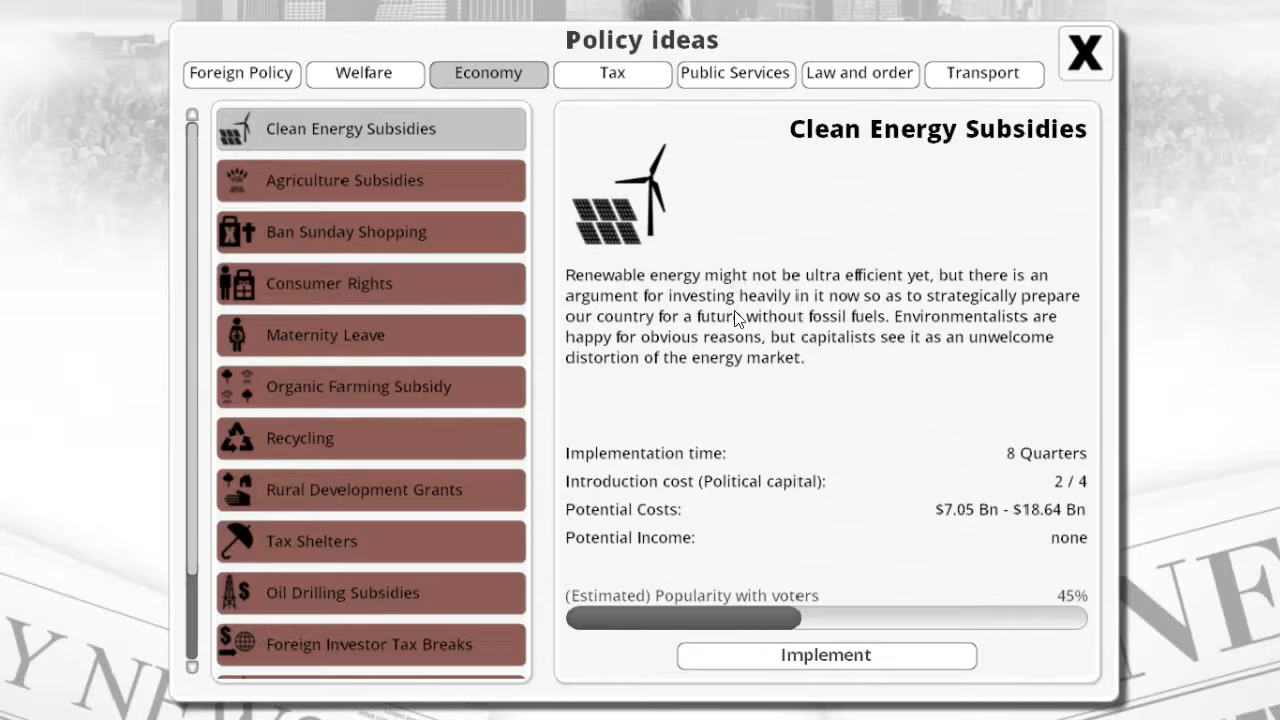 Policy ideas
X
Foreign Policy
Welfare
Economy
Tax
Public Services
Law and order
Transport
Clean Energy Subsidies
Agriculture Subsidies
Ban Sunday Shopping
Consumer Rights
Maternity Leave
Organic Farming Subsidy
Recycling
Rural Development Grants
Tax Shelters
Oil Drilling Subsidies
Foreign Investor Tax Breaks
Clean Energy Subsidies
Renewable energy might not be ultra efficient yet, but there is an
argument for investing heavily in it now so as to strategically prepare
our country for a future without fossil fuels. Environmentalists are
happy for obvious reasons, but capitalists see it as an unwelcome
distortion of the energy market.
Implementation time: 8 Quarters
Introduction cost (Political capital): 2 / 4
Potential Costs: $7.05 Bn - $18.64 Bn
Potential Income: none
(Estimated) Popularity with voters 45%
Implement
Y NEW
NE